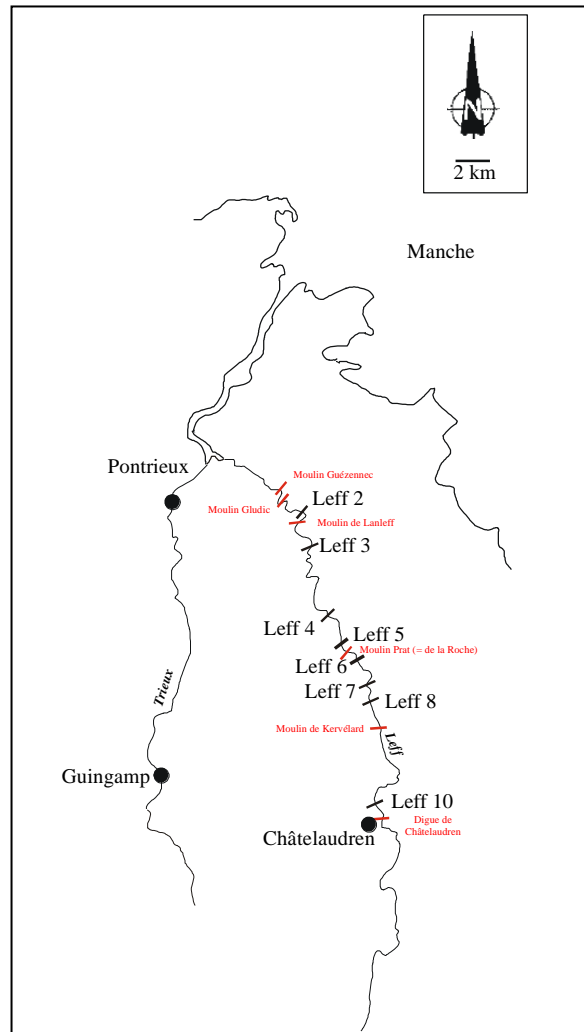 N
2 km
Manche
Pontrieux
Moulin Guézennec
Moulin Gludic
Leff 2
Moulin de Lanleff
Leff 3
Leff 4
Leff 5
Moulin Prat (= de la Roche)
Leff 6
Leff 7
Leff 8
Trieux
Moulin de Kervélard
Leff
Guingamp
Leff 10
Châtelaudren
Digue de
Châtelaudren